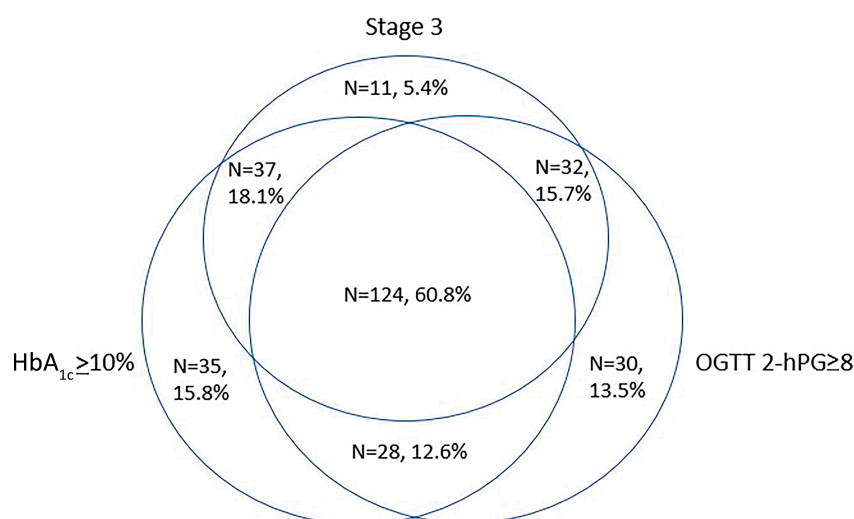 Stage 3
N=11, 5.4%
N=37,
18.1%
N=32,
15.7%
N=124, 60.8%
HbA1c≥10%
N=35,
15.8%
N=30,
13.5%
OGTT 2-hPG≥8
N=28, 12.6%